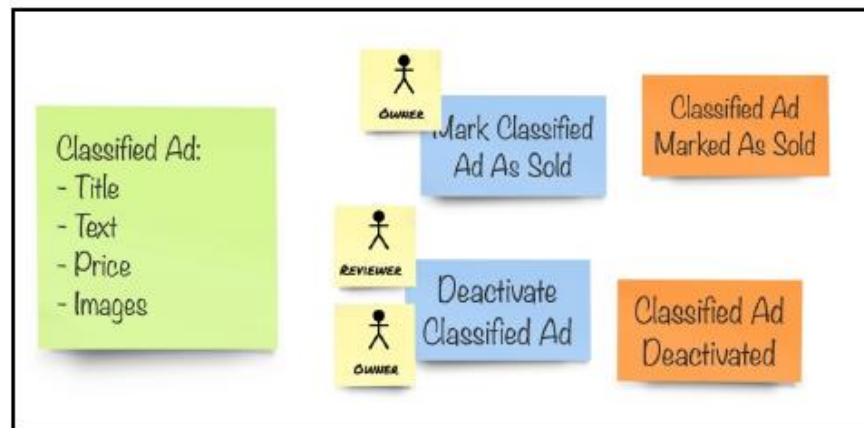 Classified Ad:
- Title
- Text
- Price
- Images
OWNER
Mark Classified
Ad As Sold
Classified Ad
Marked As Sold
REVIEWER
OWNER
Deactivate
Classified Ad
Classified Ad
Deactivated